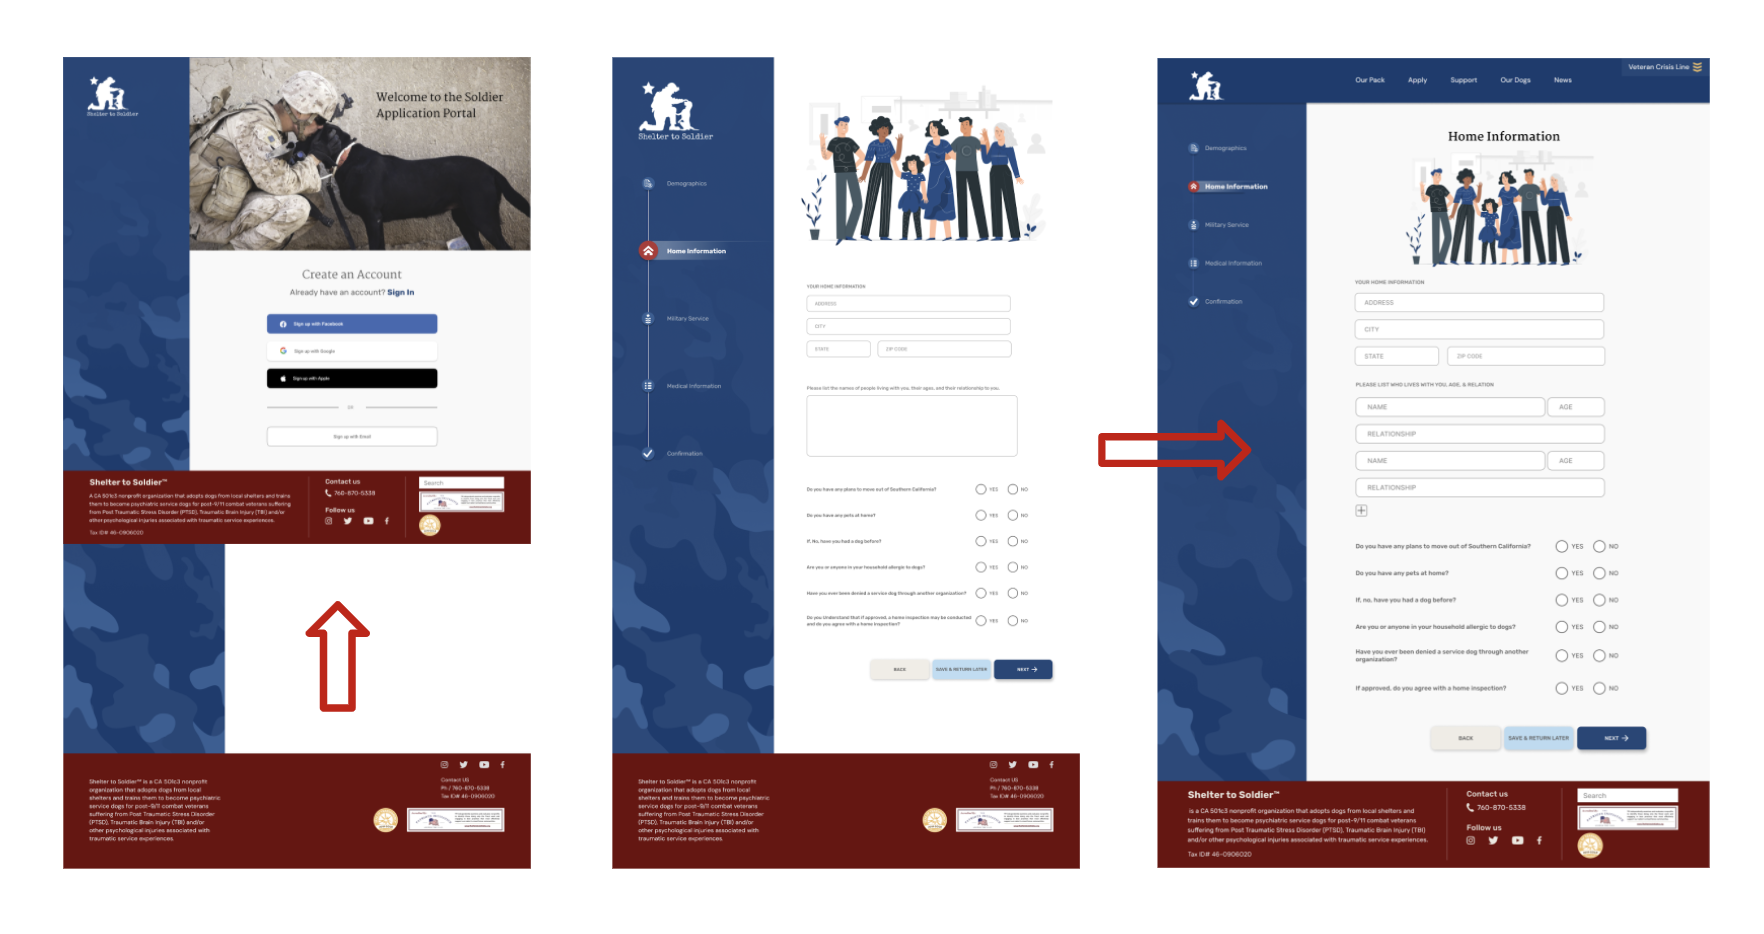 Shelter to Soldier
Welcome to the Soldier
Application Portal
Create an Account
Already have an account? Sign In
Sign up with Facebook
Sign up with Google
Sign up with Apple
OR
Sign up with Email
Shelter to Soldier™
A CA 501c3 nonprofit organization that adopts dogs from local shelters and trains
them to become psychiatric service dogs for post-9/11 combat veterans suffering
from Post Traumatic Stress Disorder (PTSD), Traumatic Brain Injury (TBI) and/or
other psychological injuries associated with traumatic service experiences.
Tax ID# 46-0906020
Contact us
760-870-5338
Follow us
Search
Shelter to Soldier™ is a CA 501c3 nonprofit
organization that adopts dogs from local
shelters and trains them to become psychiatric
service dogs for post-9/11 combat veterans
suffering from Post Traumatic Stress Disorder
(PTSD), Traumatic Brain Injury (TBI) and/or
other psychological injuries associated with
traumatic service experiences.
Contact US
PH / 760-870-5338
Tax ID# 46-0906020
Shelter to Soldier
Demographics
Home Information
Military Service
Medical Information
Confirmation
YOUR HOME INFORMATION
ADDRESS
CITY
STATE
ZIP CODE
Please list the names of people living with you, their ages, and their relationship to you.
Do you have any plans to move out of Southern California? YES NO
Do you have any pets at home? YES NO
If, No, have you had a dog before? YES NO
Are you or anyone in your household allergic to dogs? YES NO
Have you ever been denied a service dog through another organization? YES NO
Do you Understand that if approved, a home inspection may be conducted
and do you agree with a home inspection? YES NO
BACK
SAVE & RETURN LATER
NEXT →
Shelter to Soldier™ is a CA 501c3 nonprofit
organization that adopts dogs from local
shelters and trains them to become psychiatric
service dogs for post-9/11 combat veterans
suffering from Post Traumatic Stress Disorder
(PTSD), Traumatic Brain Injury (TBI) and/or
other psychological injuries associated with
traumatic service experiences.
Contact US
PH / 760-870-5338
Tax ID# 46-0906020
Our Pack
Apply
Support
Our Dogs
News
Veteran Crisis Line
Demographics
Home Information
Military Service
Medical Information
Confirmation
Home Information
YOUR HOME INFORMATION
ADDRESS
CITY
STATE
ZIP CODE
PLEASE LIST WHO LIVES WITH YOU, AGE, & RELATION
NAME
AGE
RELATIONSHIP
NAME
AGE
RELATIONSHIP
Do you have any plans to move out of Southern California? YES NO
Do you have any pets at home? YES NO
If, no, have you had a dog before? YES NO
Are you or anyone in your household allergic to dogs? YES NO
Have you ever been denied a service dog through another
organization? YES NO
If approved, do you agree with a home inspection? YES NO
BACK
SAVE & RETURN LATER
NEXT →
Shelter to Soldier™
is a CA 501c3 nonprofit organization that adopts dogs from local shelters and
trains them to become psychiatric service dogs for post-9/11 combat veterans
suffering from Post Traumatic Stress Disorder (PTSD), Traumatic Brain Injury (TBI)
and/or other psychological injuries associated with traumatic service experiences.
Tax ID# 46-0906020
Contact us
760-870-5338
Follow us
Search